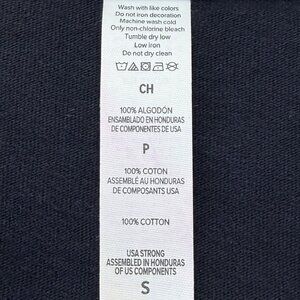 Wash with like colors
Do not iron decoration
Machine wash cold
Only non-chlorine bleach
Tumble dry low
Low iron
Do not dry clean
CH
100% ALGODÓN
ENSAMBLADO EN HONDURAS
DE COMPONENTES DE USA
P
100% COTON
ASSEMBLÉ AU HONDURAS
DE COMPOSANTS USA
100% COTTON
USA STRONG
ASSEMBLED IN HONDURAS
OF US COMPONENTS
S